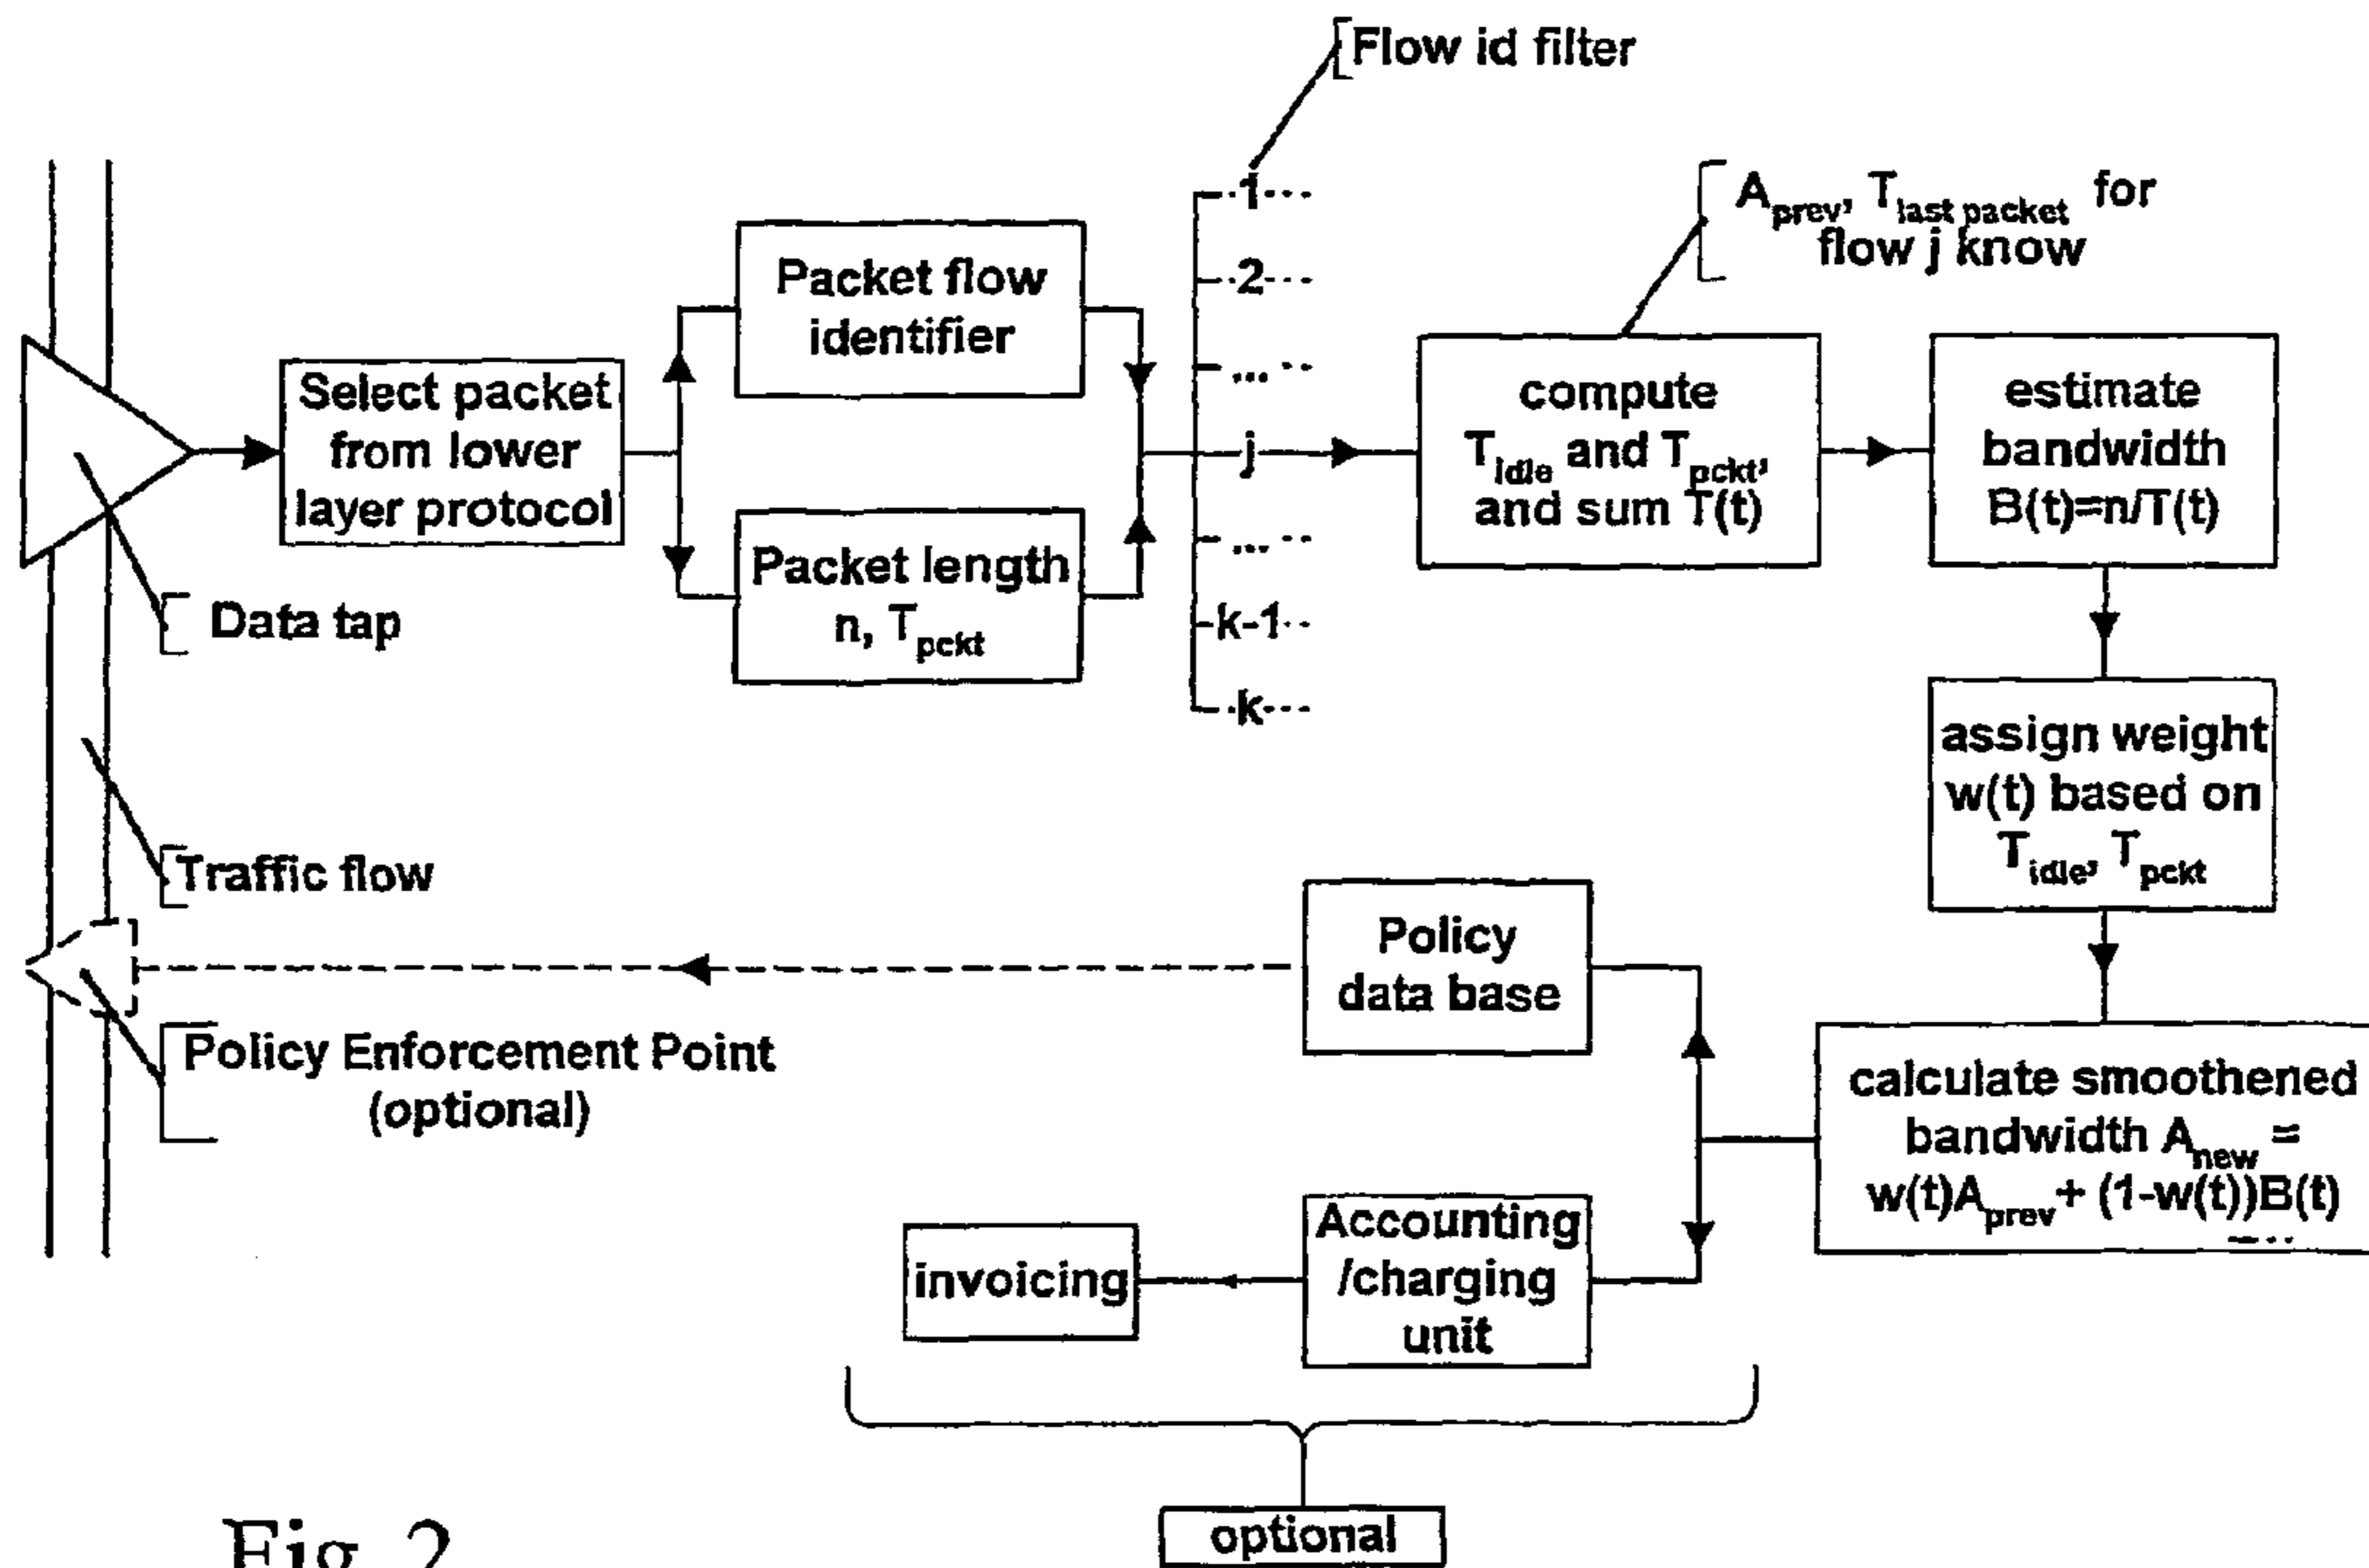 Flow id filter
A_prev, T_last packet for
flow j know
1
2
...
j
...
k-1
k
Packet flow
identifier
Select packet
from lower
layer protocol
Packet length
n, T_pckt
compute
T_idle and T_pckt,
and sum T(t)
estimate
bandwidth
B(t)=n/T(t)
Data tap
assign weight
w(t) based on
T_idle, T_pckt
Traffic flow
Policy
data base
Policy Enforcement Point
(optional)
calculate smoothened
bandwidth A_new =
w(t)A_prev + (1-w(t))B(t)
Accounting
/charging
unit
invoicing
optional
Fig. 2